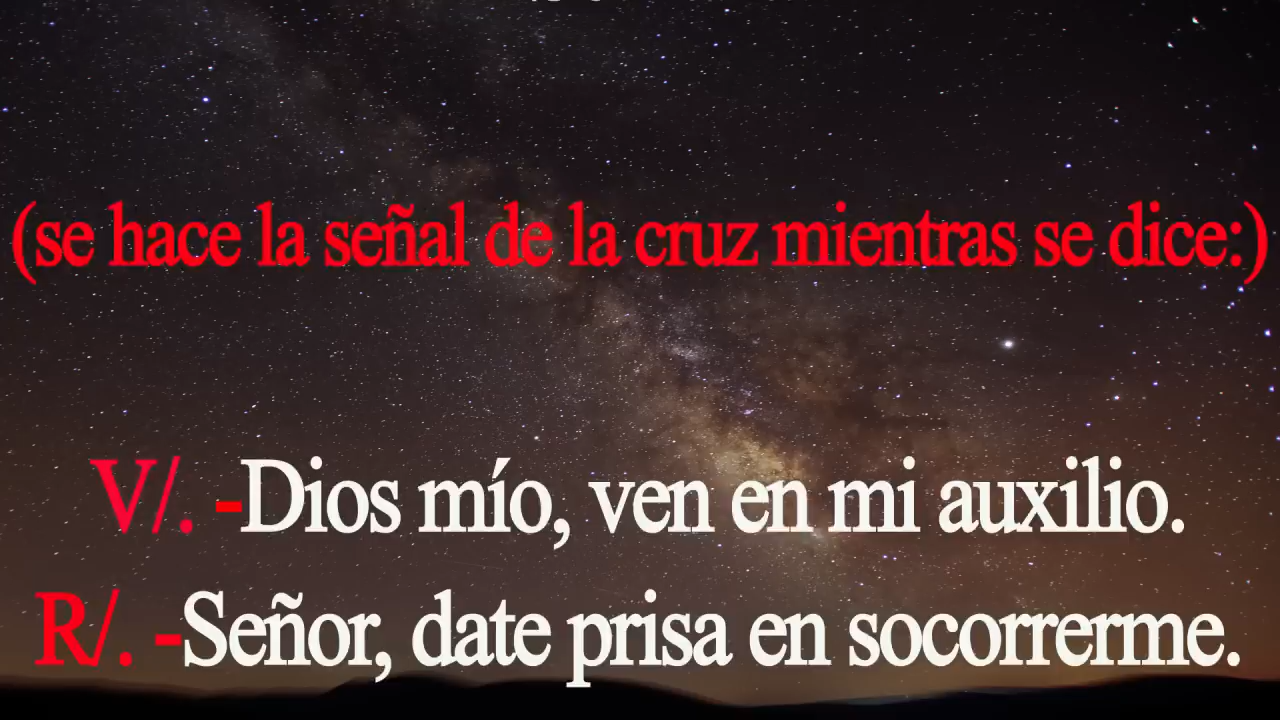 (se hace la señal de la cruz mientras se dice:)
V/. -Dios mío, ven en mi auxilio.
R/. -Señor, date prisa en socorrerme.